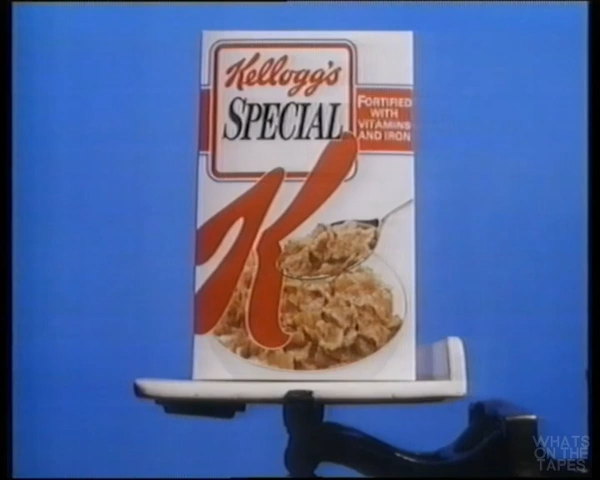 Kellogg's
SPECIAL
K
FORTIFIED
WITH
VITAMINS
AND IRON
WHATS
ON THE
TAPES